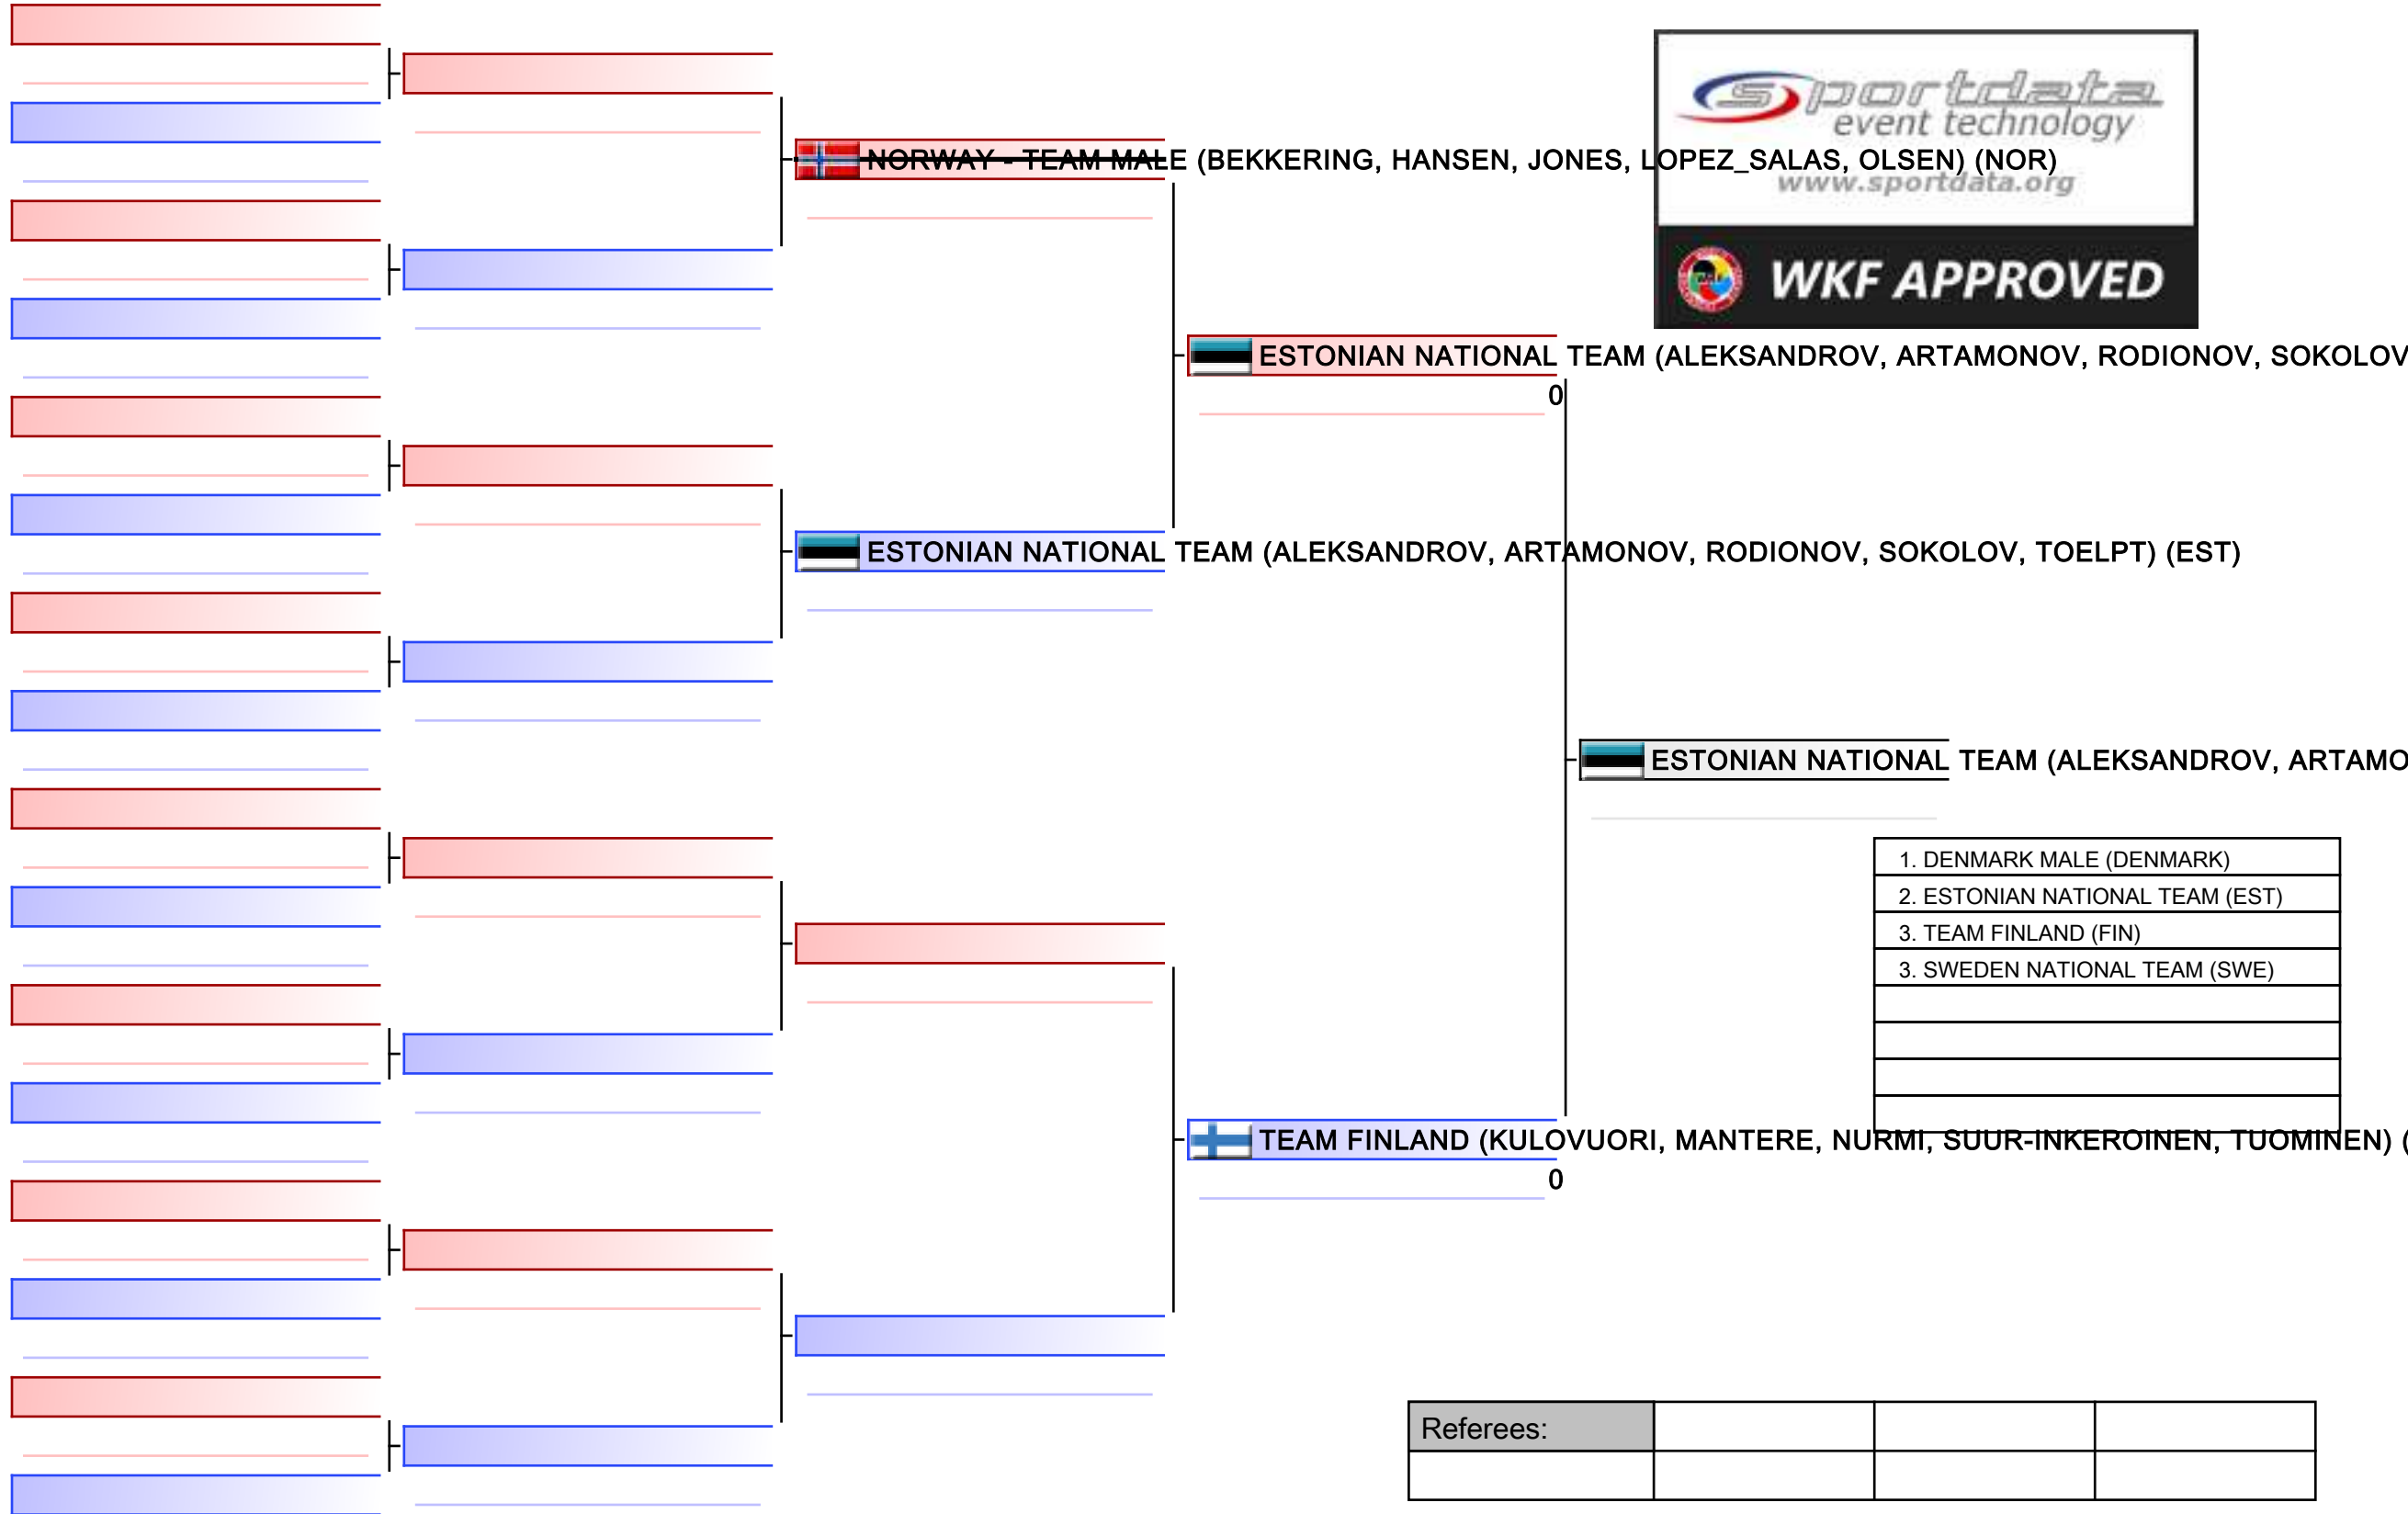 sportdata
event technology
NORWAY - TEAM MALE (BEKKERING, HANSEN, JONES, LOPEZ_SALAS, OLSEN) (NOR)
www.sportdata.org
WKF APPROVED
ESTONIAN NATIONAL TEAM (ALEKSANDROV, ARTAMONOV, RODIONOV, SOKOLOV
0
ESTONIAN NATIONAL TEAM (ALEKSANDROV, ARTAMONOV, RODIONOV, SOKOLOV, TOELPT) (EST)
ESTONIAN NATIONAL TEAM (ALEKSANDROV, ARTAMO
1. DENMARK MALE (DENMARK)
2. ESTONIAN NATIONAL TEAM (EST)
3. TEAM FINLAND (FIN)
3. SWEDEN NATIONAL TEAM (SWE)
TEAM FINLAND (KULOVUORI, MANTERE, NURMI, SUUR-INKEROINEN, TUOMINEN) (
0
Referees: